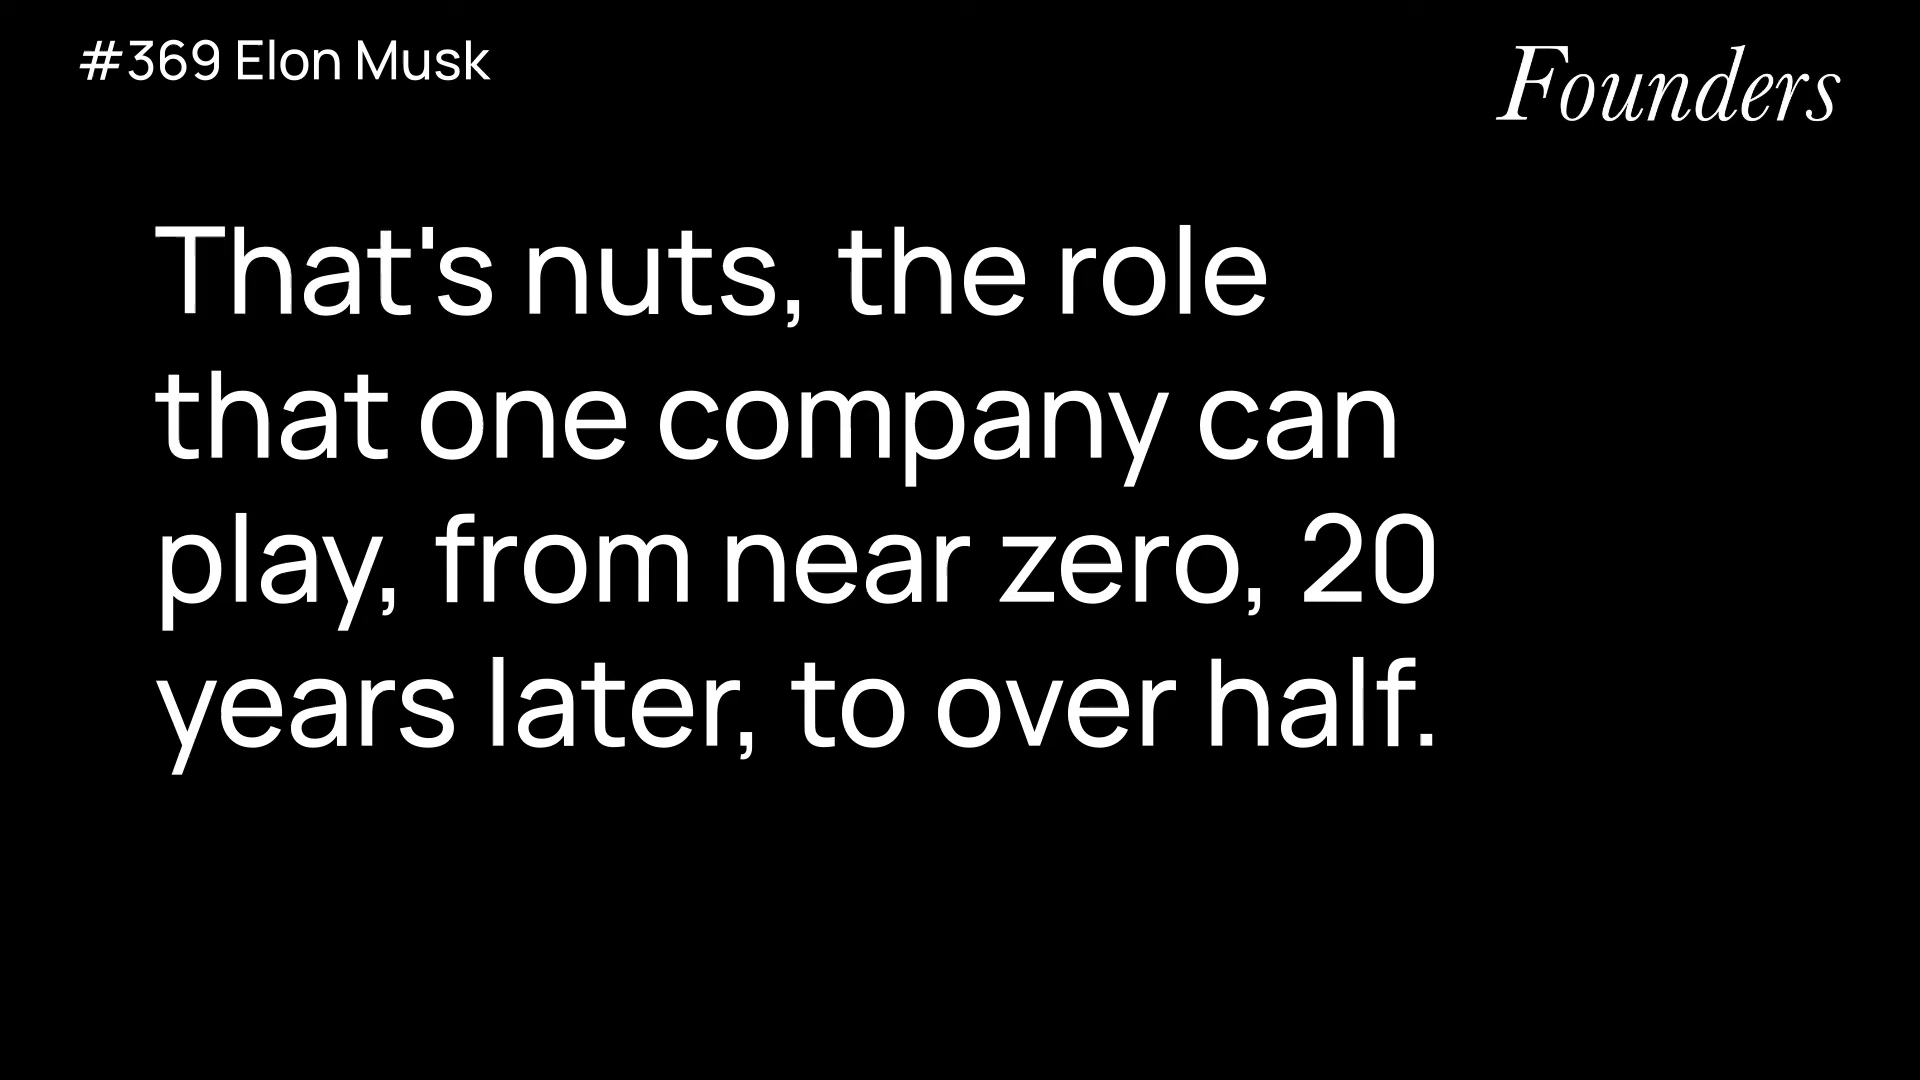 #369 Elon Musk
Founders
That's nuts, the role
that one company can
play, from near zero, 20
years later, to over half.